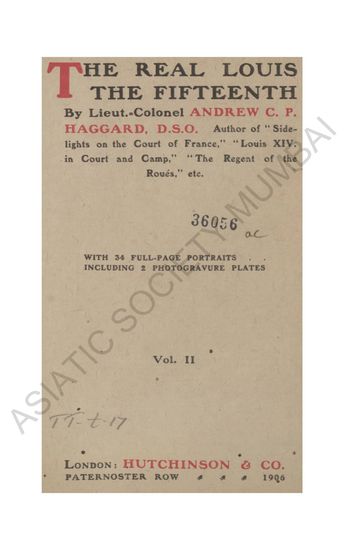 THE REAL LOUIS
THE FIFTEENTH
By Lieut.-Colonel ANDREW C. P.
HAGGARD, D.S.O. Author of "Side-
lights on the Court of France," "Louis XIV.
in Court and Camp," "The Regent of the
Roués," etc.
36056
WITH 34 FULL-PAGE PORTRAITS . .
INCLUDING 2 PHOTOGRAVURE PLATES
Vol. II
LONDON: HUTCHINSON & CO.
PATERNOSTER ROW 1906
ASIATIC SOCIETY MUMBAI